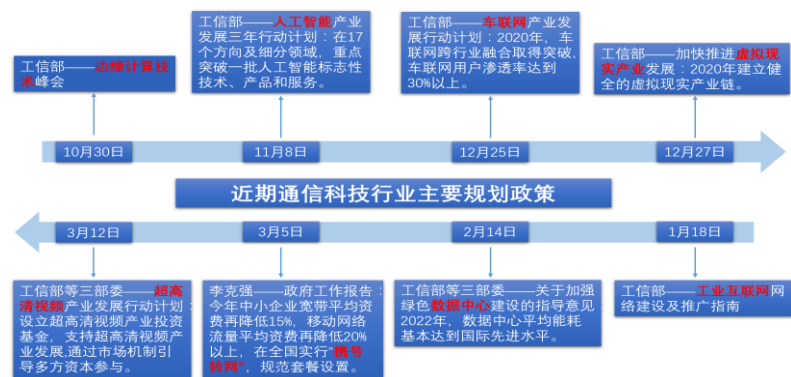 工信部——边缘计算技
术峰会
工信部——人工智能产业
发展三年行动计划：在17
个方向及细分领域，重点
突破一批人工智能标志性
技术、产品和服务。
工信部——车联网产业发
展行动计划：2020年，车
联网跨行业融合取得突破，
车联网用户渗透率达到
30%以上。
工信部——加快推进虚拟现
实产业发展：2020年建立健
全的虚拟现实产业链。
10月30日
11月8日
12月25日
12月27日
近期通信科技行业主要规划政策
3月12日
3月5日
2月14日
1月18日
工信部等三部委——超高
清视频产业发展行动计划：
设立超高清视频产业投资
基金，支持超高清视频产
业发展,通过市场机制引
导多方资本参与。
李克强——政府工作报告：
今年中小企业宽带平均资
费再降低15%，移动网络
流量平均资费再降低20%
以上，在全国实行“携号
转网”，规范套餐设置。
工信部等三部委——关于加强
绿色数据中心建设的指导意见
2022年，数据中心平均能耗
基本达到国际先进水平。
工信部——工业互联网网
络建设及推广指南